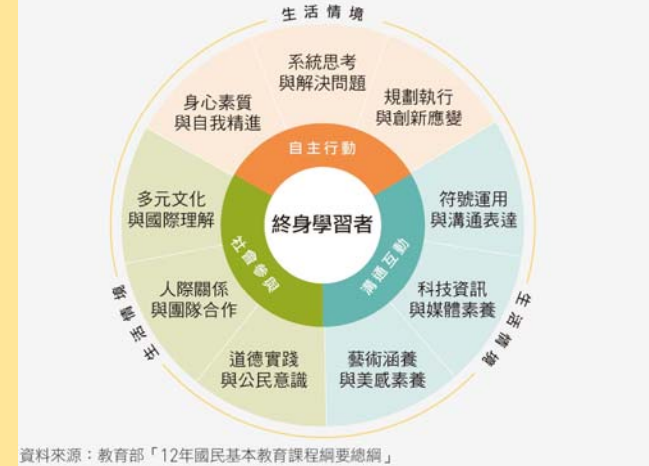 生活情境
系統思考
與解決問題
身心素質
與自我精進
規劃執行
與創新應變
自主行動
多元文化
與國際理解
符號運用
與溝通表達
終身學習者
社會參與
溝通互動
人際關係
與團隊合作
科技資訊
與媒體素養
生活情境
生活情境
道德實踐
與公民意識
藝術涵養
與美感素養
資料來源：教育部「12年國民基本教育課程綱要總綱」